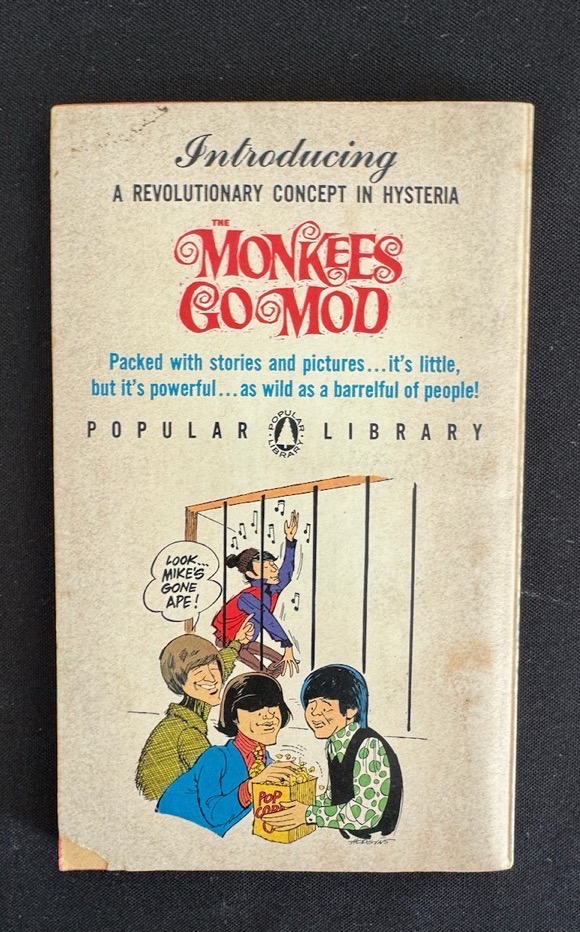 Introducing
A REVOLUTIONARY CONCEPT IN HYSTERIA
THE
MONKEES
GO MOD
Packed with stories and pictures...it's little,
but it's powerful...as wild as a barrelful of people!
POPULAR POPULAR LIBRARY LIBRARY
LOOK...
MIKE'S
GONE
APE!
POP
CORN